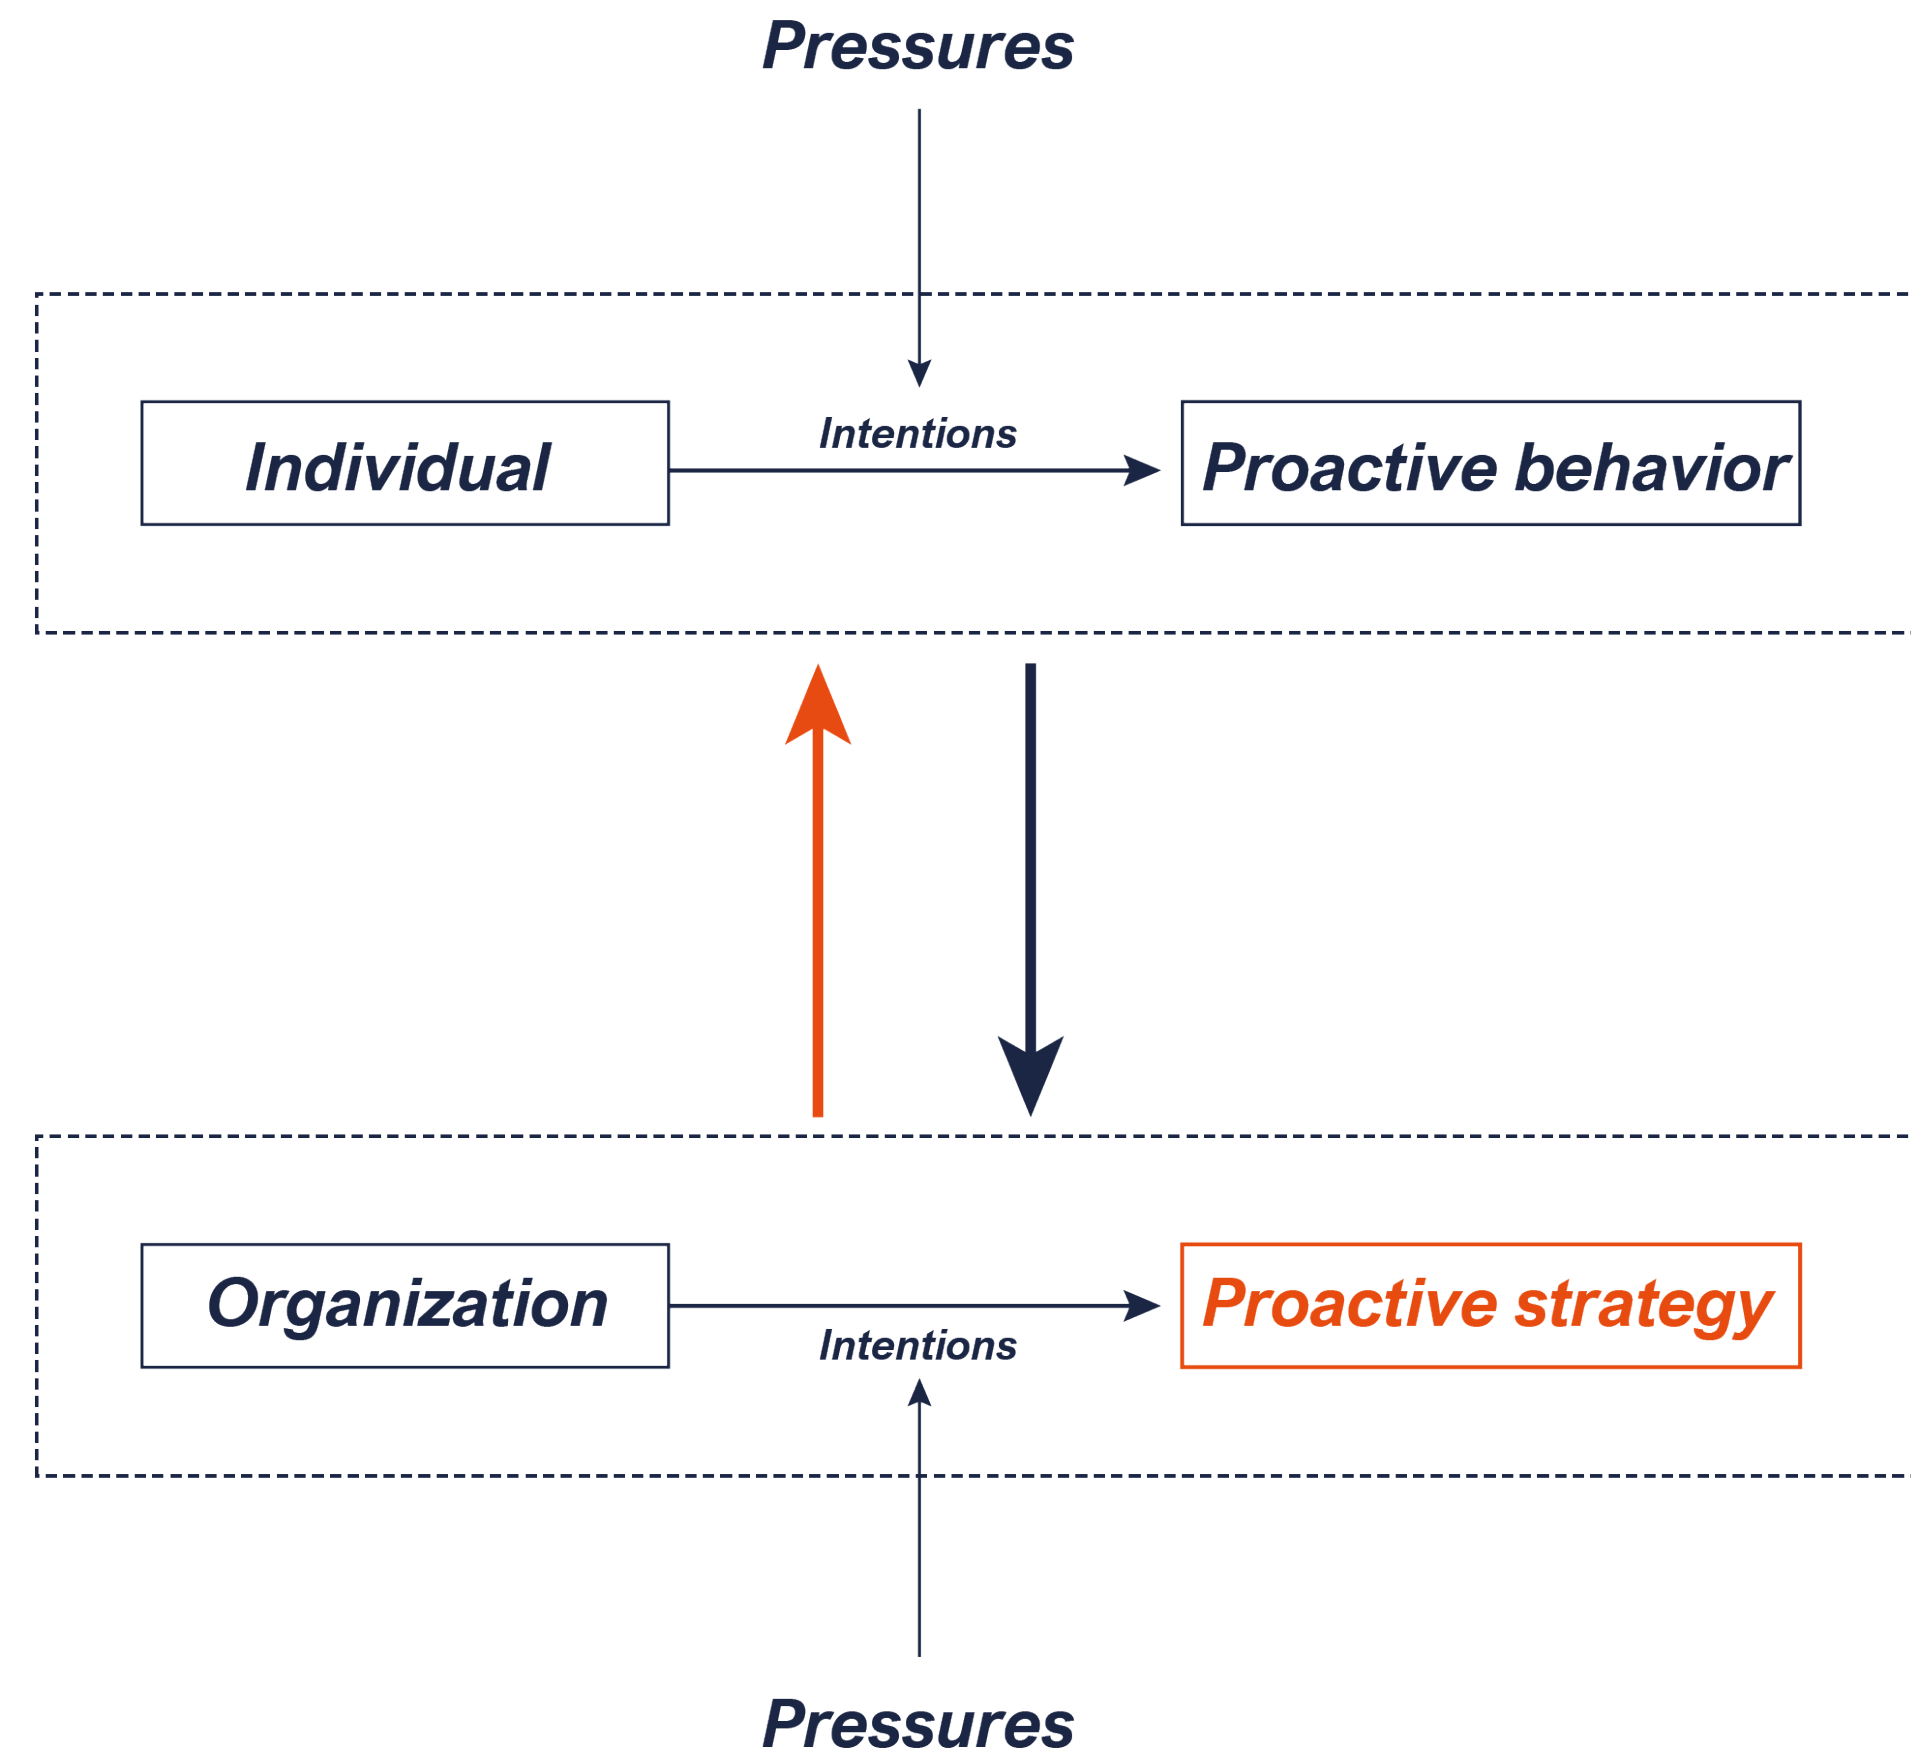 Pressures
Intentions
Individual
Proactive behavior
Organization
Proactive strategy
Intentions
Pressures